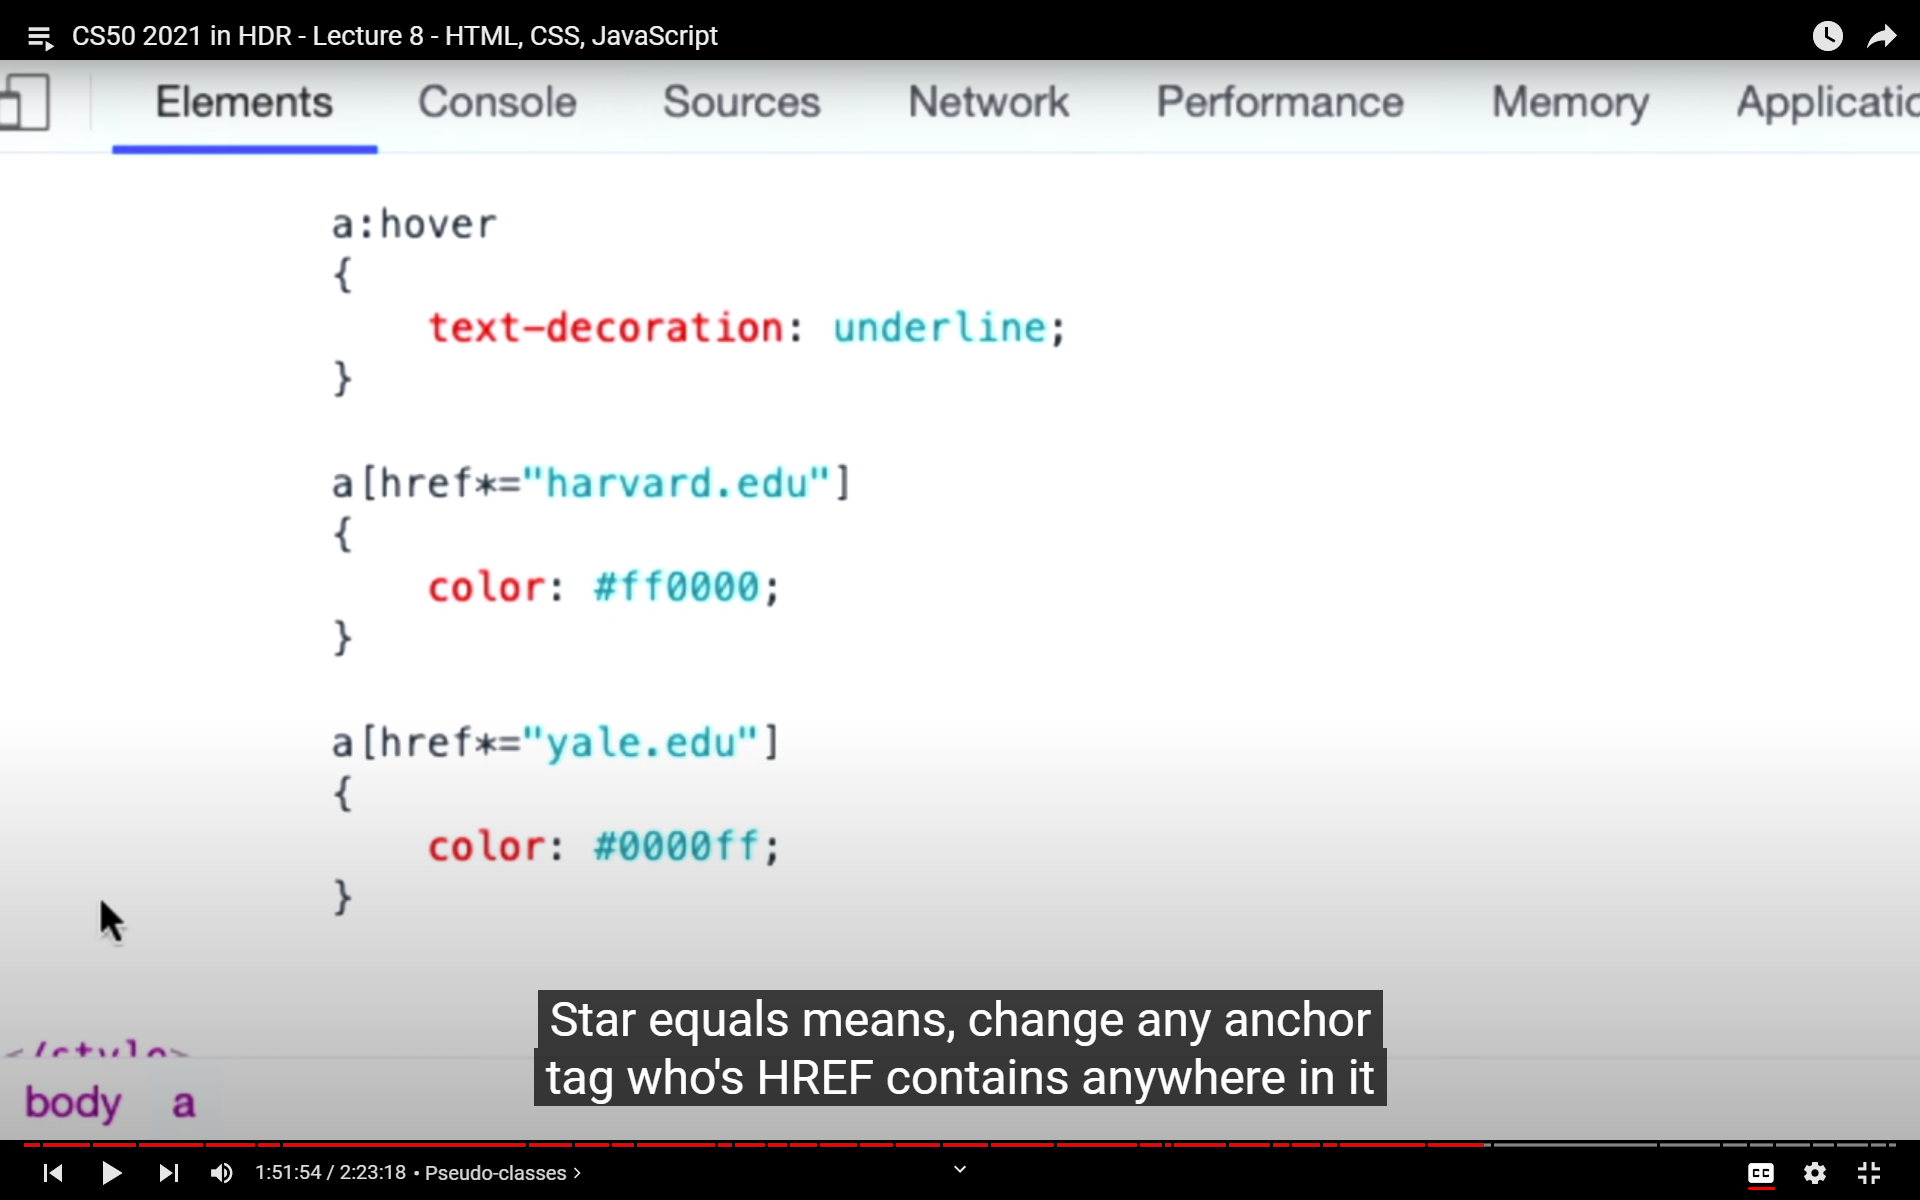 CS50 2021 in HDR - Lecture 8 - HTML, CSS, JavaScript
Elements Console Sources Network Performance Memory
a:hover
{
text-decoration: underline;
}
a[href*="harvard.edu"]
{
color: #ff0000;
}
a[href*="yale.edu"]
{
color: #0000ff;
}
</style>
Star equals means, change any anchor
tag who's HREF contains anywhere in it
body a
1:51:54 / 2:23:18 • Pseudo-classes >
CC